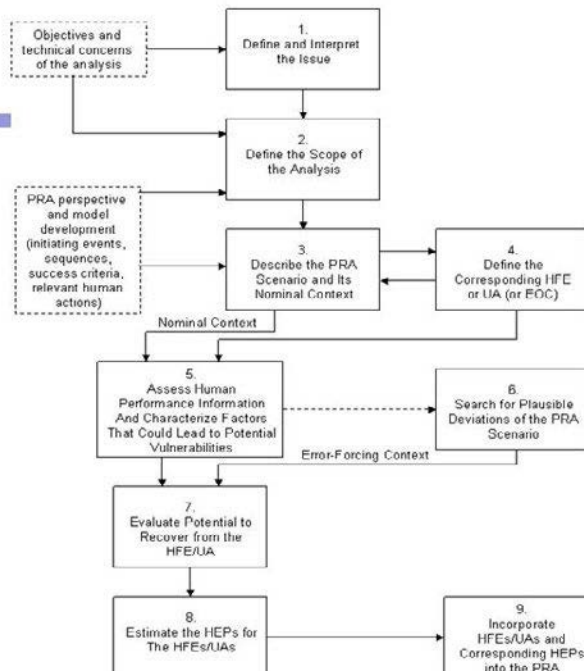 Objectives and
technical concerns
of the analysis
1.
Define and Interpret
the Issue
2.
Define the Scope of
the Analysis
PRA perspective
and model
development
(initiating events,
sequences,
success criteria,
relevant human
actions)
3.
Describe the PRA
Scenario and Its
Nominal Context
4.
Define the
Corresponding HFE
or UA (or EOC)
Nominal Context
5.
Assess Human
Performance Information
And Characterize Factors
That Could Lead to Potential
Vulnerabilities
6.
Search for Plausible
Deviations of the PRA
Scenario
Error-Forcing Context
7.
Evaluate Potential to
Recover from the
HFE/UA
8.
Estimate the HEPs for
The HFEs/UAs
9.
Incorporate
HFEs/UAs and
Corresponding HEPs
into the PRA